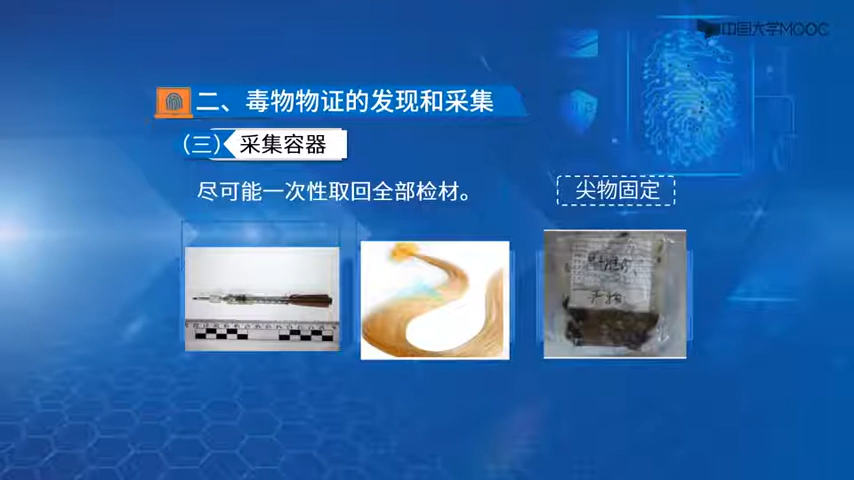 中国大学MOOC
二、毒物物证的发现和采集
(三) 采集容器
尽可能一次性取回全部检材。
尖物固定